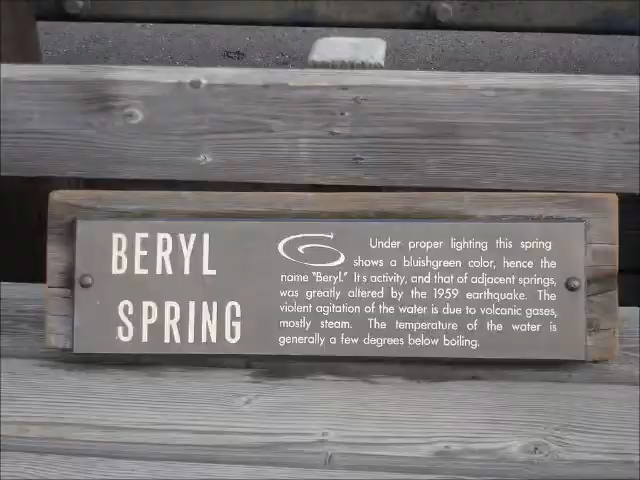 BERYL
SPRING
Under proper lighting this spring
shows a bluishgreen color, hence the
name "Beryl." Its activity, and that of adjacent springs,
was greatly altered by the 1959 earthquake. The
violent agitation of the water is due to volcanic gases,
mostly steam. The temperature of the water is
generally a few degrees below boiling.